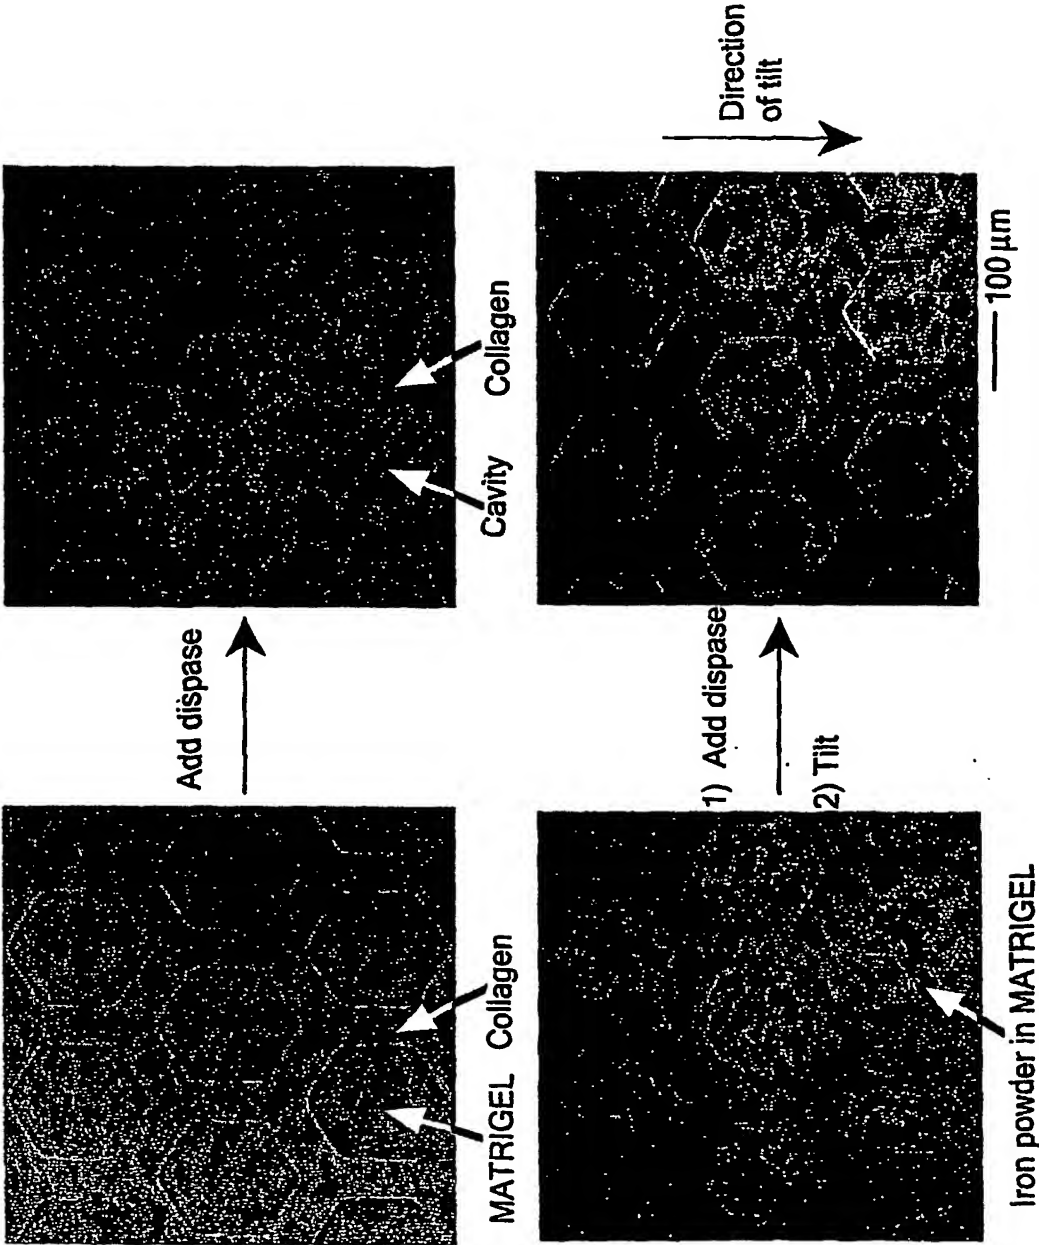 Add dispase
MATRIGEL Collagen
Cavity Collagen
1) Add dispase
2) Tilt
Direction
of tilt
Iron powder in MATRIGEL
100 µm